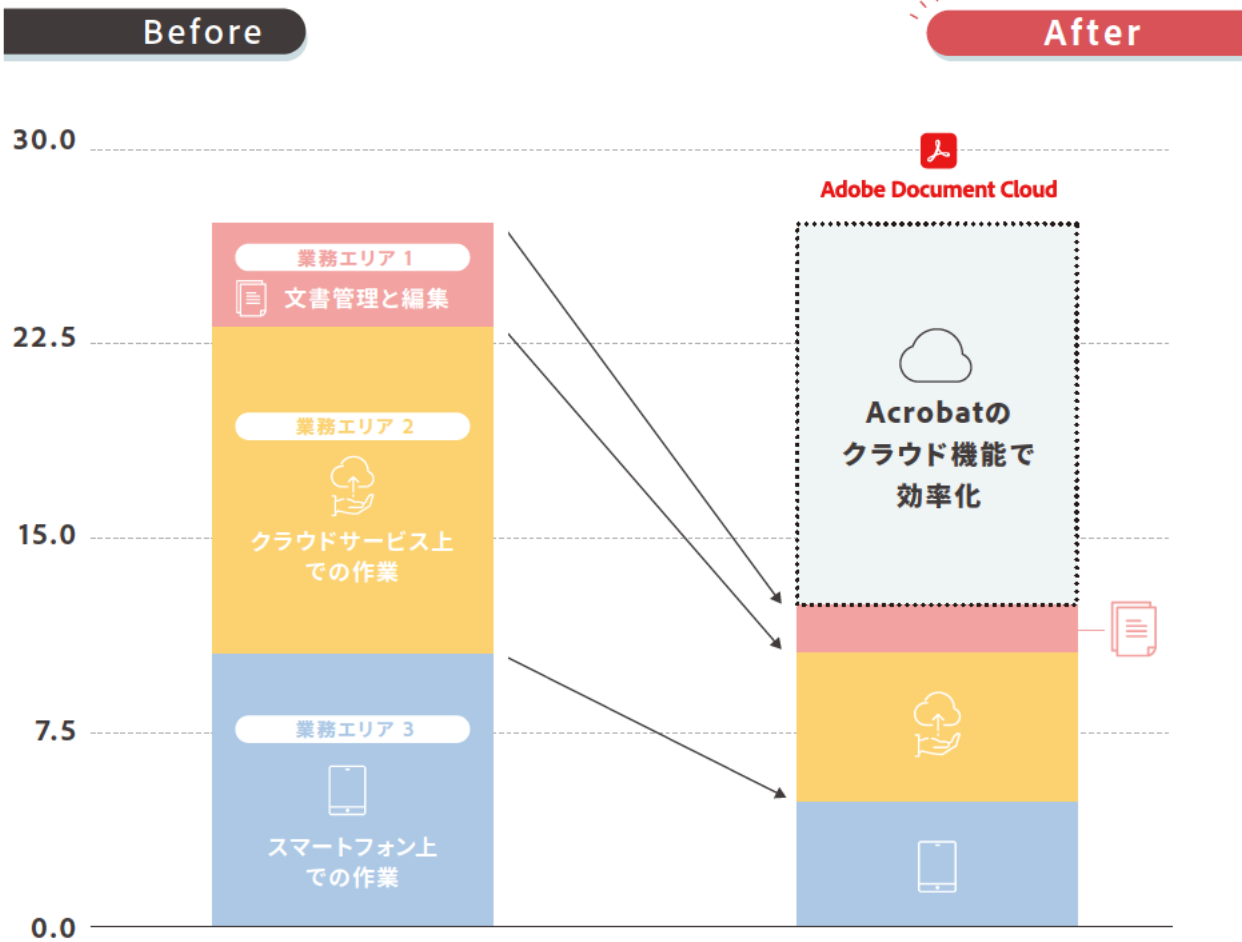 Before
After
30.0
22.5
15.0
7.5
0.0
業務エリア 1
文書管理と編集
業務エリア 2
クラウドサービス上
での作業
業務エリア 3
スマートフォン上
での作業
Adobe Document Cloud
Acrobatの
クラウド機能で
効率化